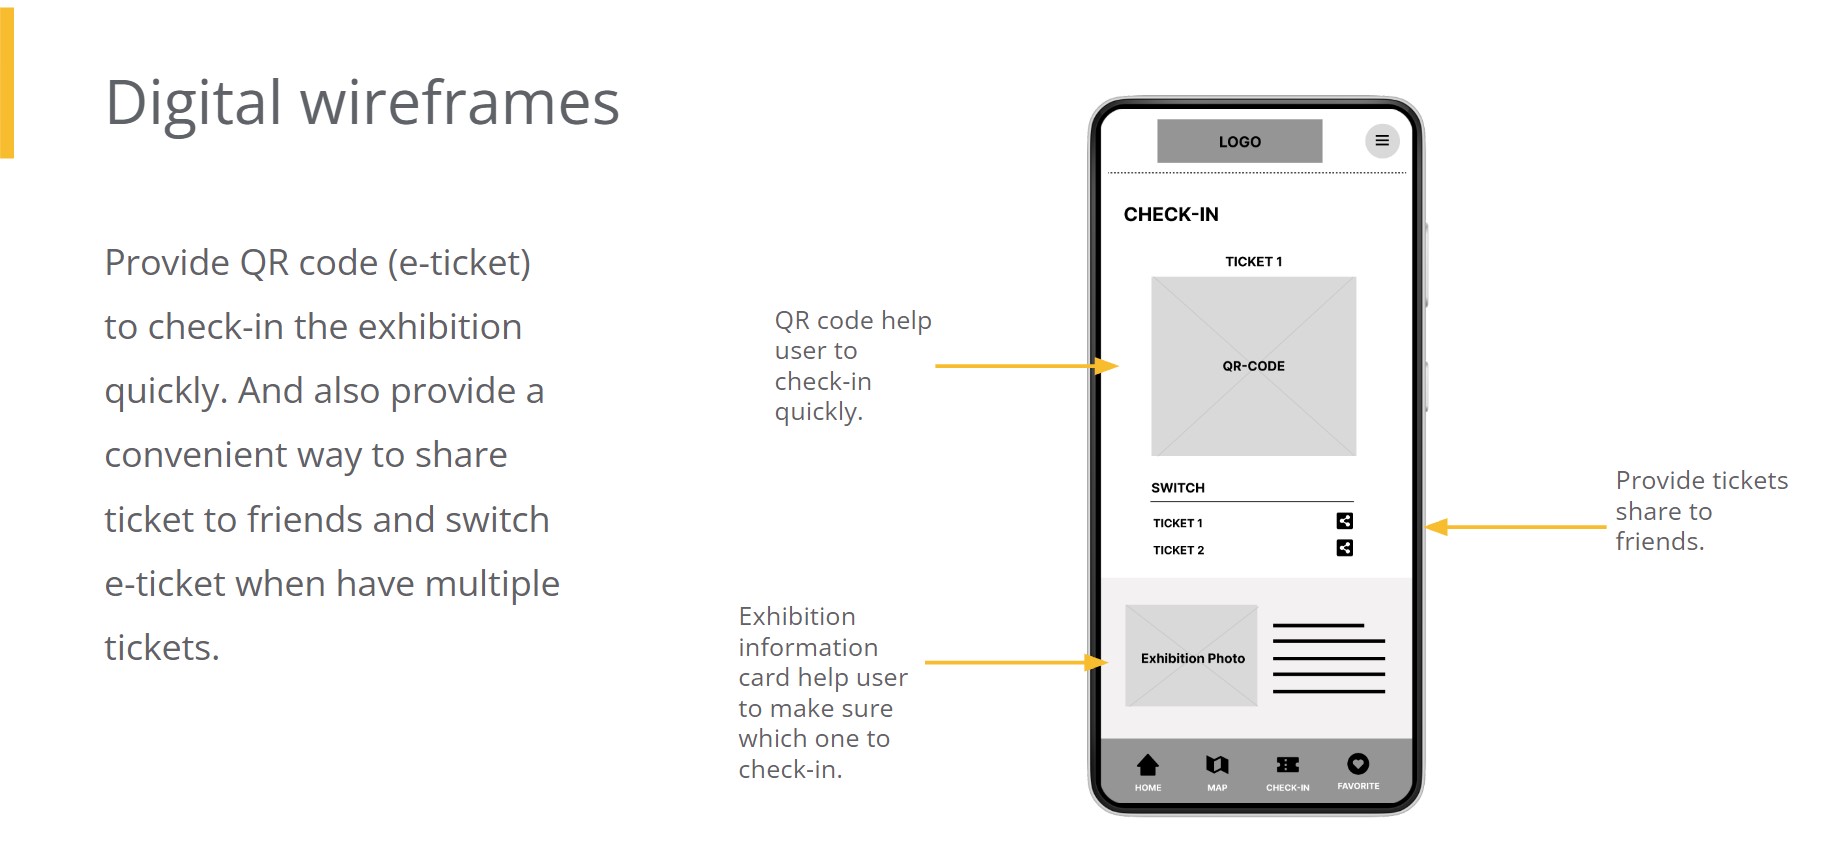 Digital wireframes
Provide QR code (e-ticket)
to check-in the exhibition
quickly. And also provide a
convenient way to share
ticket to friends and switch
e-ticket when have multiple
tickets.
QR code help
user to
check-in
quickly.
Exhibition
information
card help user
to make sure
which one to
check-in.
LOGO
CHECK-IN
TICKET 1
QR-CODE
SWITCH
TICKET 1
TICKET 2
Exhibition Photo
HOME MAP CHECK-IN FAVORITE
Provide tickets
share to
friends.